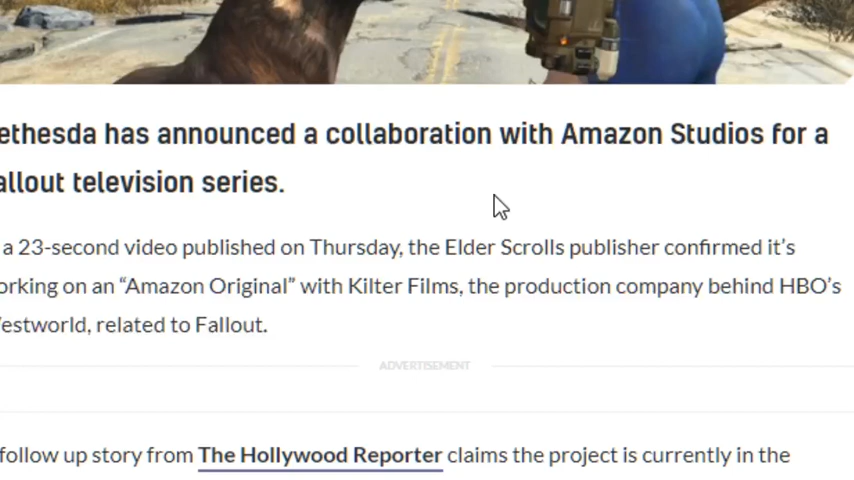 ethesda has announced a collaboration with Amazon Studios for a
allout television series.
a 23-second video published on Thursday, the Elder Scrolls publisher confirmed it's
orking on an “Amazon Original” with Kilter Films, the production company behind HBO's
estworld, related to Fallout.
ADVERTISEMENT
follow up story from The Hollywood Reporter claims the project is currently in the